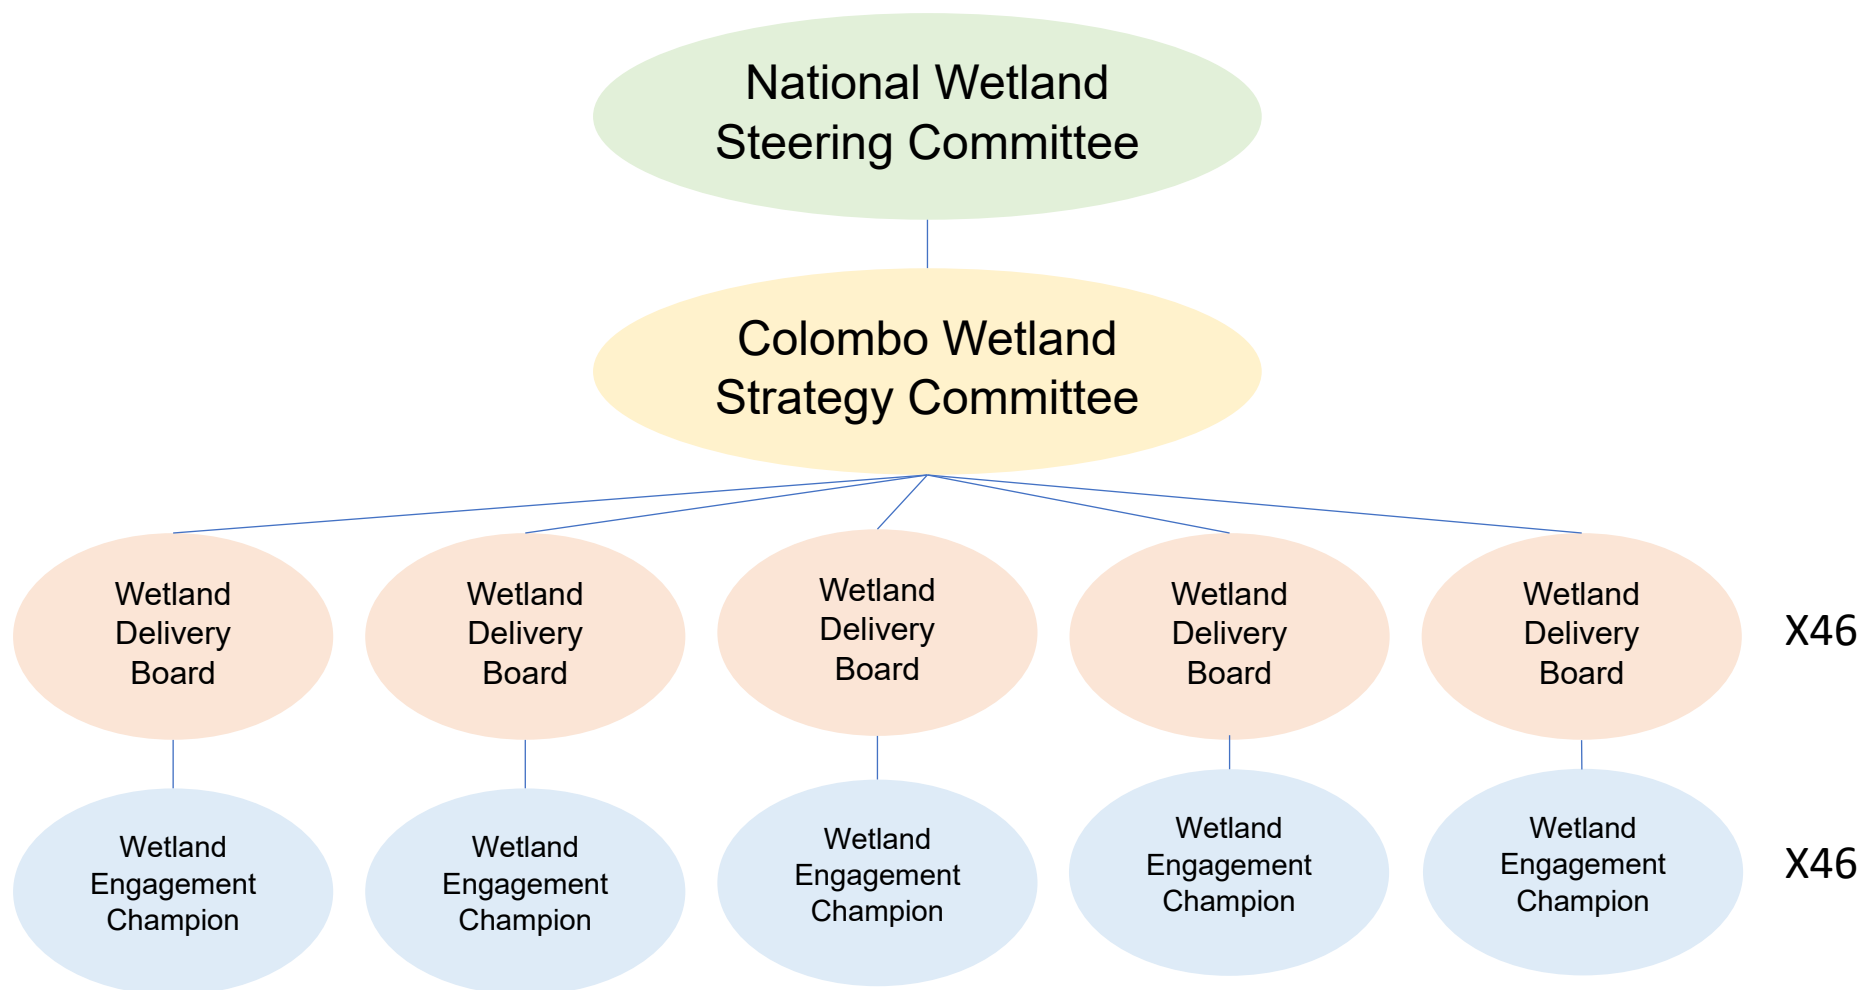 National Wetland
Steering Committee
Colombo Wetland
Strategy Committee
Wetland
Delivery
Board
Wetland
Delivery
Board
Wetland
Delivery
Board
Wetland
Delivery
Board
Wetland
Delivery
Board
X46
Wetland
Engagement
Champion
Wetland
Engagement
Champion
Wetland
Engagement
Champion
Wetland
Engagement
Champion
Wetland
Engagement
Champion
X46